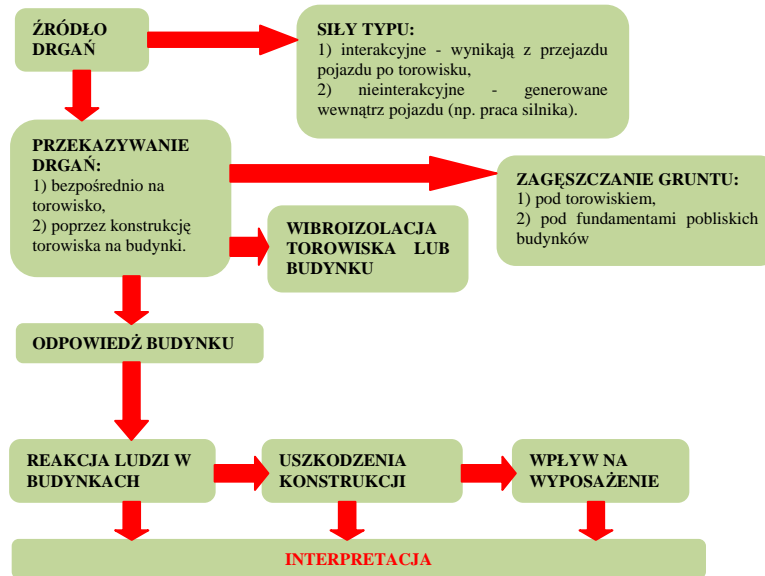 ŹRÓDŁO
DRGAŃ
SIŁY TYPU:
1) interakcyjne - wynikają z przejazdu
pojazdu po torowisku,
2) nieinterakcyjne - generowane
wewnątrz pojazdu (np. praca silnika).
PRZEKAZYWANIE
DRGAŃ:
1) bezpośrednio na
torowisko,
2) poprzez konstrukcję
torowiska na budynki.
ZAGĘSZCZANIE GRUNTU:
1) pod torowiskiem,
2) pod fundamentami pobliskich
budynków
WIBROIZOLACJA
TOROWISKA LUB
BUDYNKU
ODPOWIEDŹ BUDYNKU
REAKCJA LUDZI W
BUDYNKACH
USZKODZENIA
KONSTRUKCJI
WPŁYW NA
WYPOSAŻENIE
INTERPRETACJA